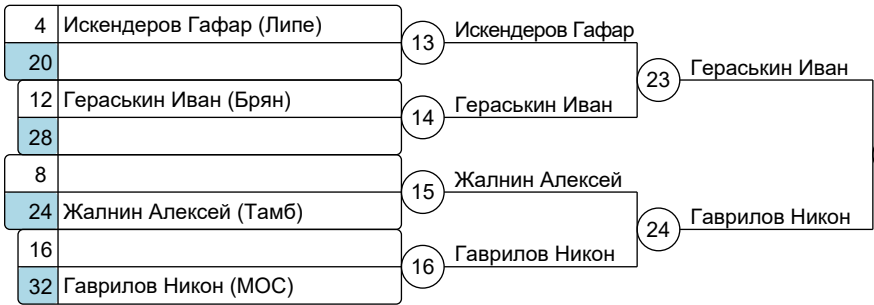 4 Искендеров Гафар (Липе)
20
12 Гераськин Иван (Брян)
28
8
24 Жалнин Алексей (Тамб)
16
32 Гаврилов Никон (МОС)
13 Искендеров Гафар
14 Гераськин Иван
15 Жалнин Алексей
16 Гаврилов Никон
23 Гераськин Иван
24 Гаврилов Никон